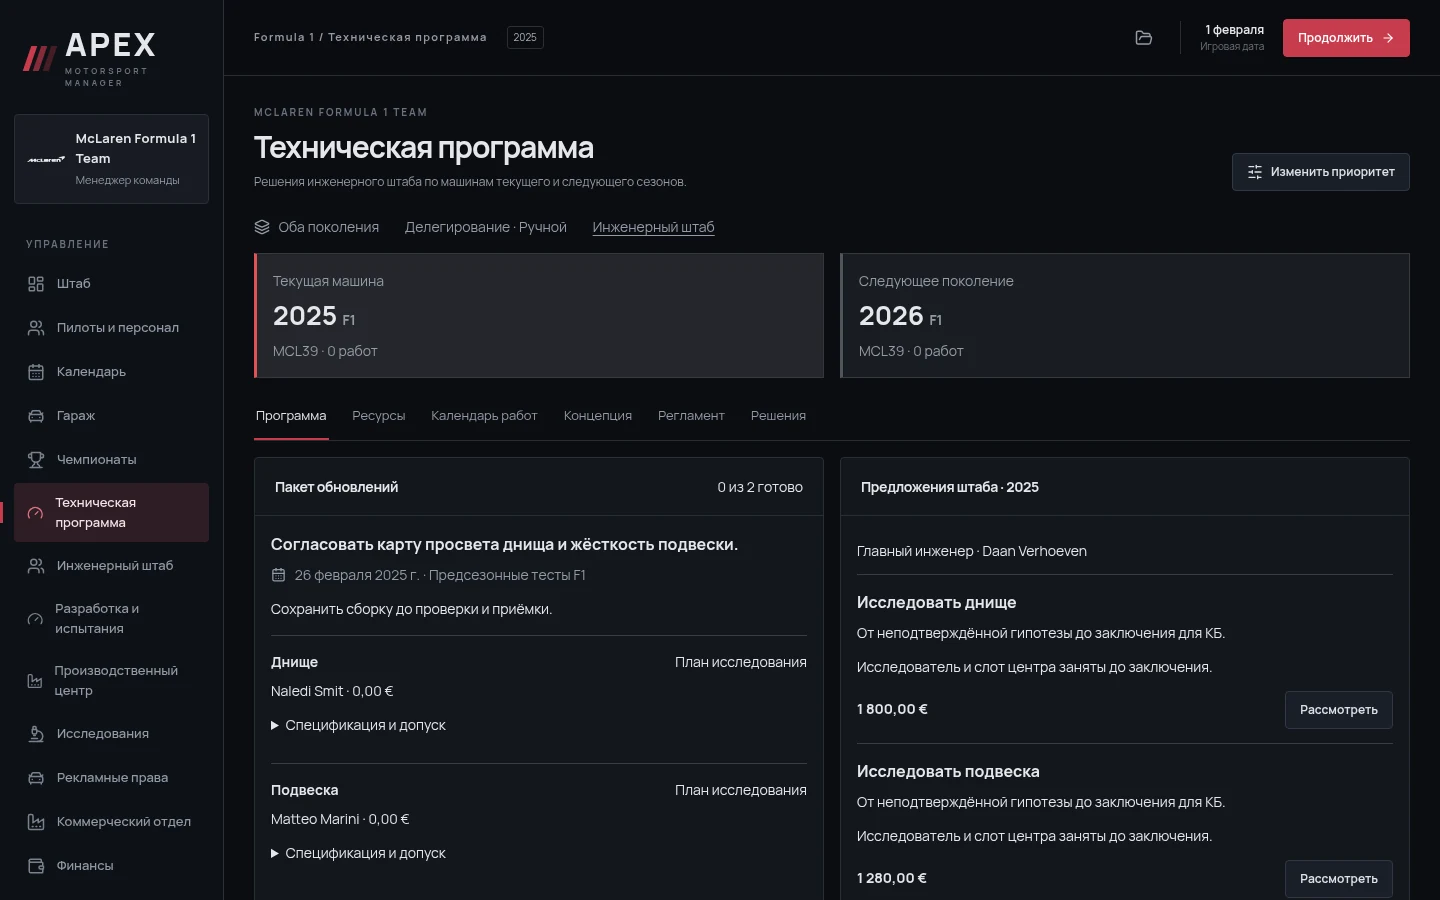 APEX
MOTORSPORT
MANAGER
McLaren
McLaren Formula 1
Team
Менеджер команды
УПРАВЛЕНИЕ
Штаб
Пилоты и персонал
Календарь
Гараж
Чемпионаты
Техническая
программа
Инженерный штаб
Разработка и
испытания
Производственный
центр
Исследования
Рекламные права
Коммерческий отдел
Финансы
Formula 1 / Техническая программа
2025
1 февраля
Игровая дата
Продолжить
MCLAREN FORMULA 1 TEAM
Техническая программа
Решения инженерного штаба по машинам текущего и следующего сезонов.
Изменить приоритет
Оба поколения
Делегирование · Ручной
Инженерный штаб
Текущая машина
2025 F1
MCL39 · 0 работ
Следующее поколение
2026 F1
MCL39 · 0 работ
Программа
Ресурсы
Календарь работ
Концепция
Регламент
Решения
Пакет обновлений
0 из 2 готово
Согласовать карту просвета днища и жёсткость подвески.
26 февраля 2025 г. · Предсезонные тесты F1
Сохранить сборку до проверки и приёмки.
Днище
План исследования
Naledi Smit · 0,00 €
Спецификация и допуск
Подвеска
План исследования
Matteo Marini · 0,00 €
Спецификация и допуск
Предложения штаба · 2025
Главный инженер · Daan Verhoeven
Исследовать днище
От неподтверждённой гипотезы до заключения для КБ.
Исследователь и слот центра заняты до заключения.
1 800,00 €
Рассмотреть
Исследовать подвеска
От неподтверждённой гипотезы до заключения для КБ.
Исследователь и слот центра заняты до заключения.
1 280,00 €
Рассмотреть